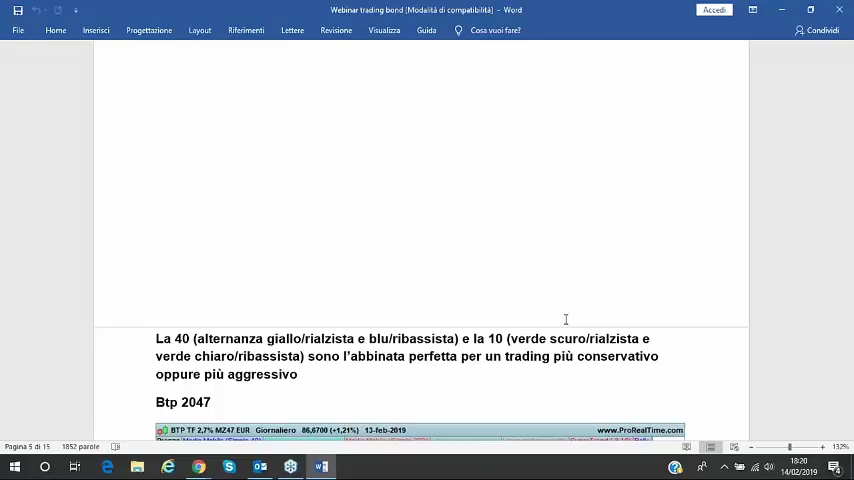 Webinar trading bond [Modalità di compatibilità] - Word
Accedi
File Home Inserisci Progettazione Layout Riferimenti Lettere Revisione Visualizza Guida Cosa vuoi fare? Condividi
La 40 (alternanza giallo/rialzista e blu/ribassista) e la 10 (verde scuro/rialzista e
verde chiaro/ribassista) sono l'abbinata perfetta per un trading più conservativo
oppure più aggressivo
Btp 2047
BTP TF 2,7% MZ47 EUR Giornaliero 86,6700 (+1,21%) 13-feb-2019 www.ProRealTime.com
Pagina 5 di 15 1852 parole 132%
18:20
14/02/2019
4